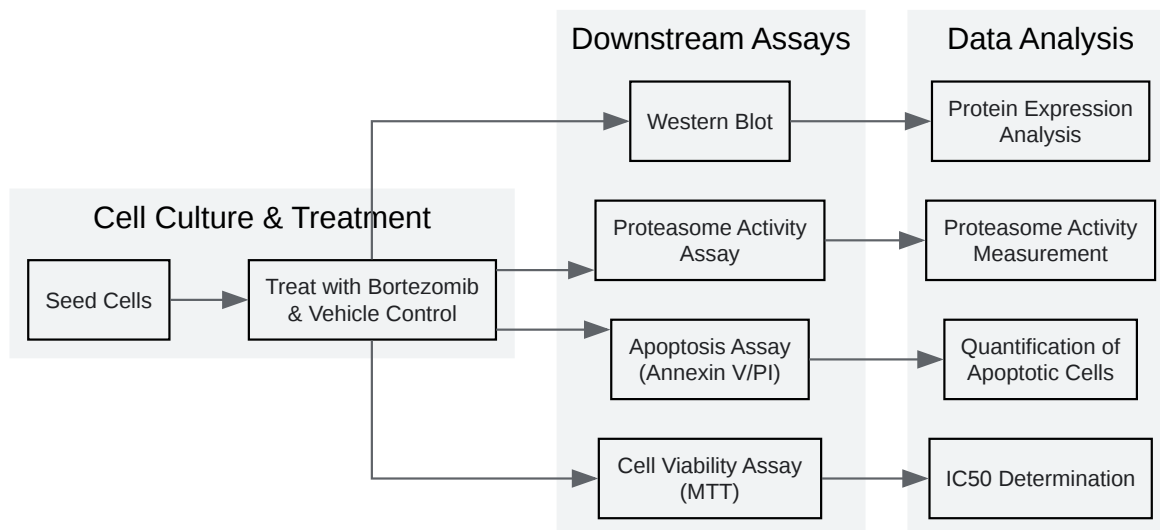 Downstream Assays
Data Analysis
Western Blot
Protein Expression
Analysis
Cell Culture & Treatment
Seed Cells
Treat with Bortezomib
& Vehicle Control
Proteasome Activity
Assay
Proteasome Activity
Measurement
Apoptosis Assay
(Annexin V/PI)
Quantification of
Apoptotic Cells
Cell Viability Assay
(MTT)
IC50 Determination